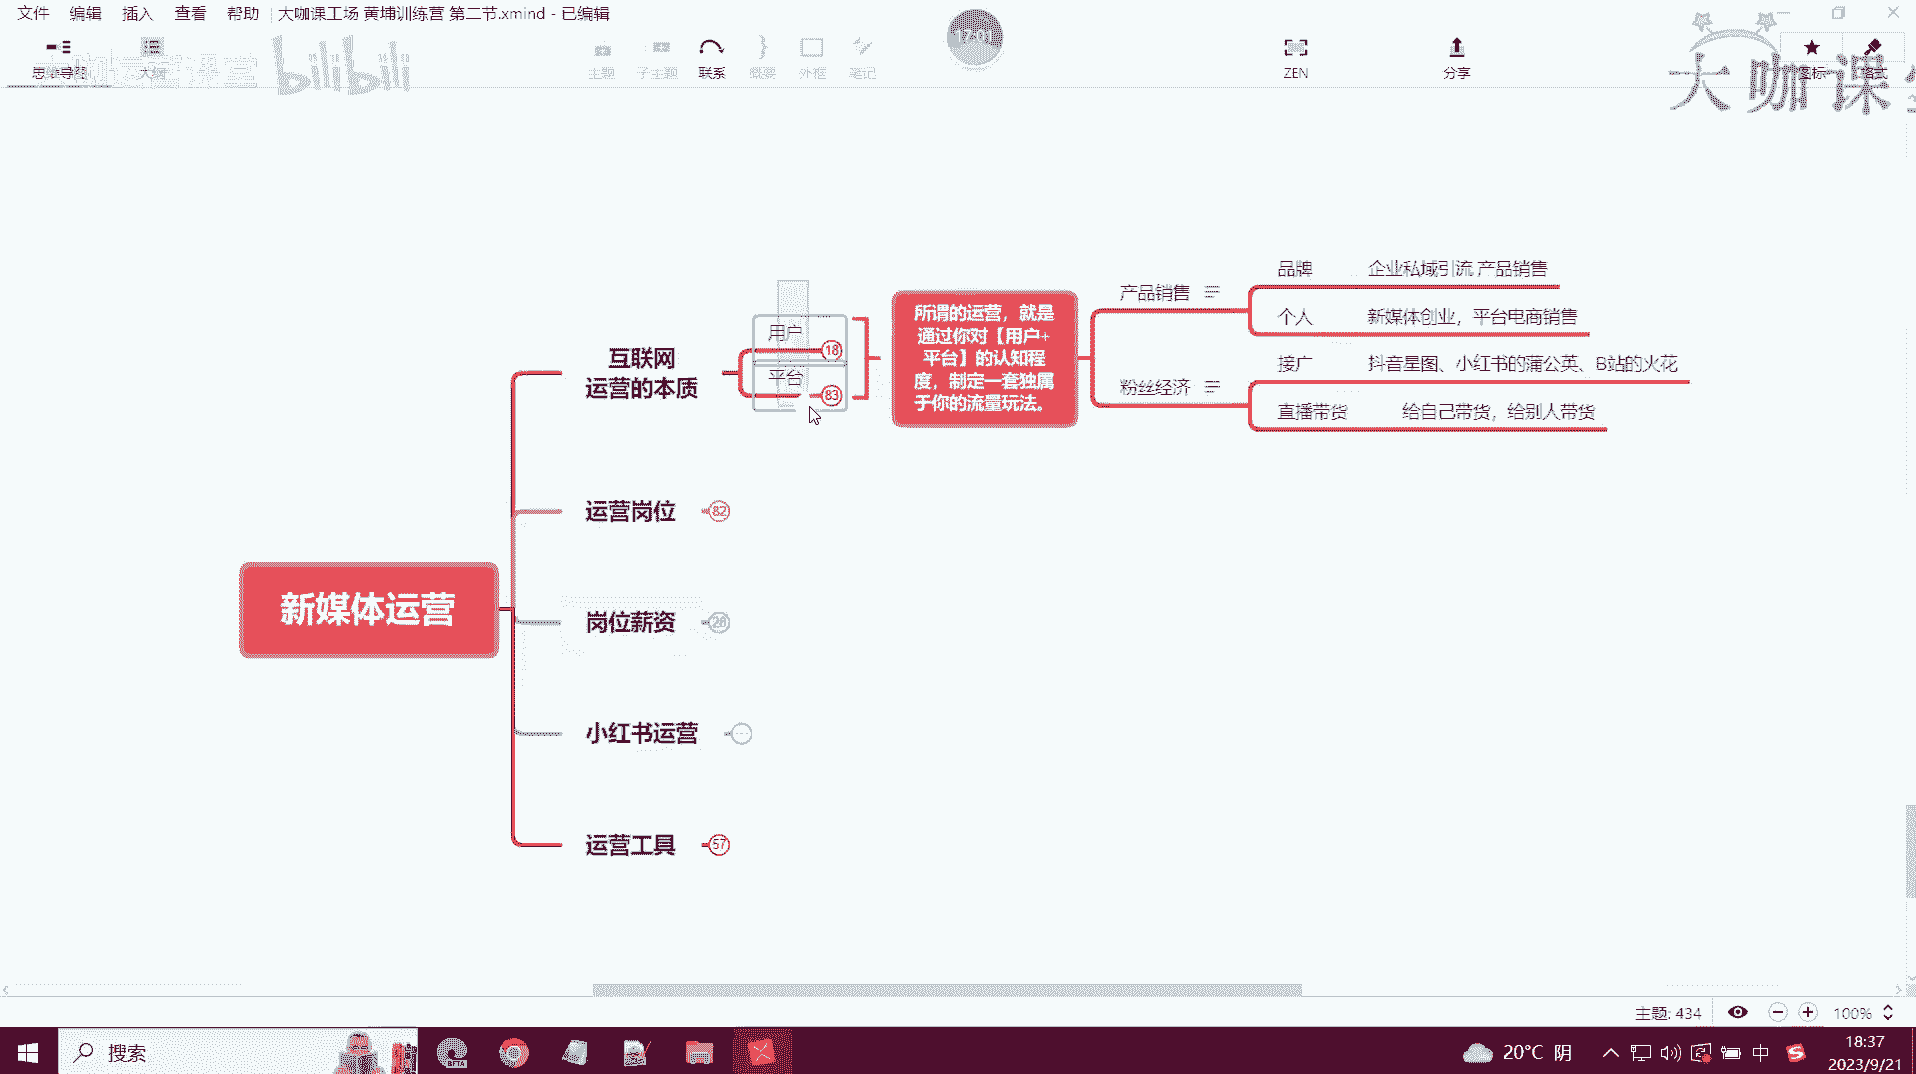 文件 编辑 插入 查看 帮助 大咖课工场 黄埔训练营 第二节.xmind - 已编辑
思维导图 大纲 主题 子主题 联系 概要 外框 笔记 ZEN 分享 图标 格式
bilibili
大咖课
品牌 企业私域引流 产品销售
产品销售
个人 新媒体创业，平台电商销售
接广 抖音星图、小红书的蒲公英、B站的火花
粉丝经济
直播带货 给自己带货，给别人带货
所谓的运营，就是
通过你对【用户+
平台】的认知程
度，制定一套独属
于你的流量玩法。
用户 18
平台 83
互联网
运营的本质
运营岗位 82
新媒体运营
岗位薪资 28
小红书运营
运营工具 57
主题: 434 100%
搜索
BETA
20°C 阴
中
18:37
2023/9/21